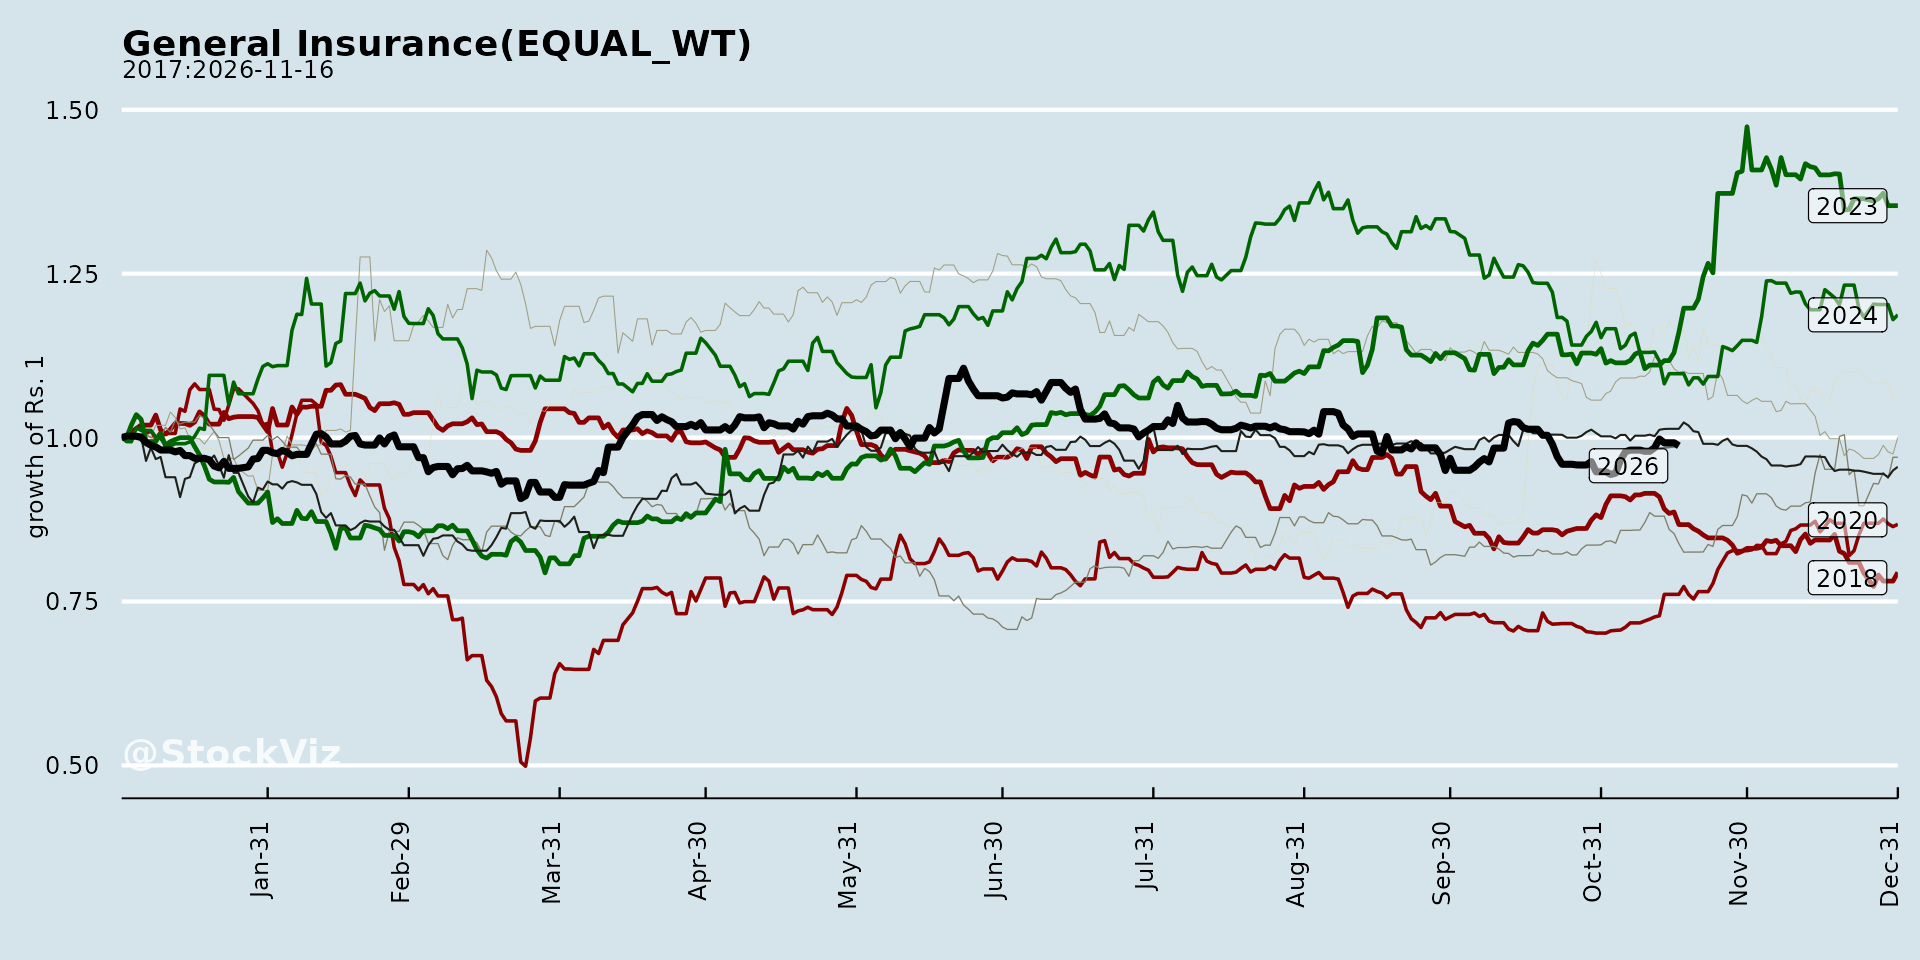 General Insurance(EQUAL_WT)
2017:2026-11-16
growth of Rs. 1
1.50
1.25
1.00
0.75
0.50
2023
2024
2026
2020
2018
@StockViz
Jan-31
Feb-29
Mar-31
Apr-30
May-31
Jun-30
Jul-31
Aug-31
Sep-30
Oct-31
Nov-30
Dec-31